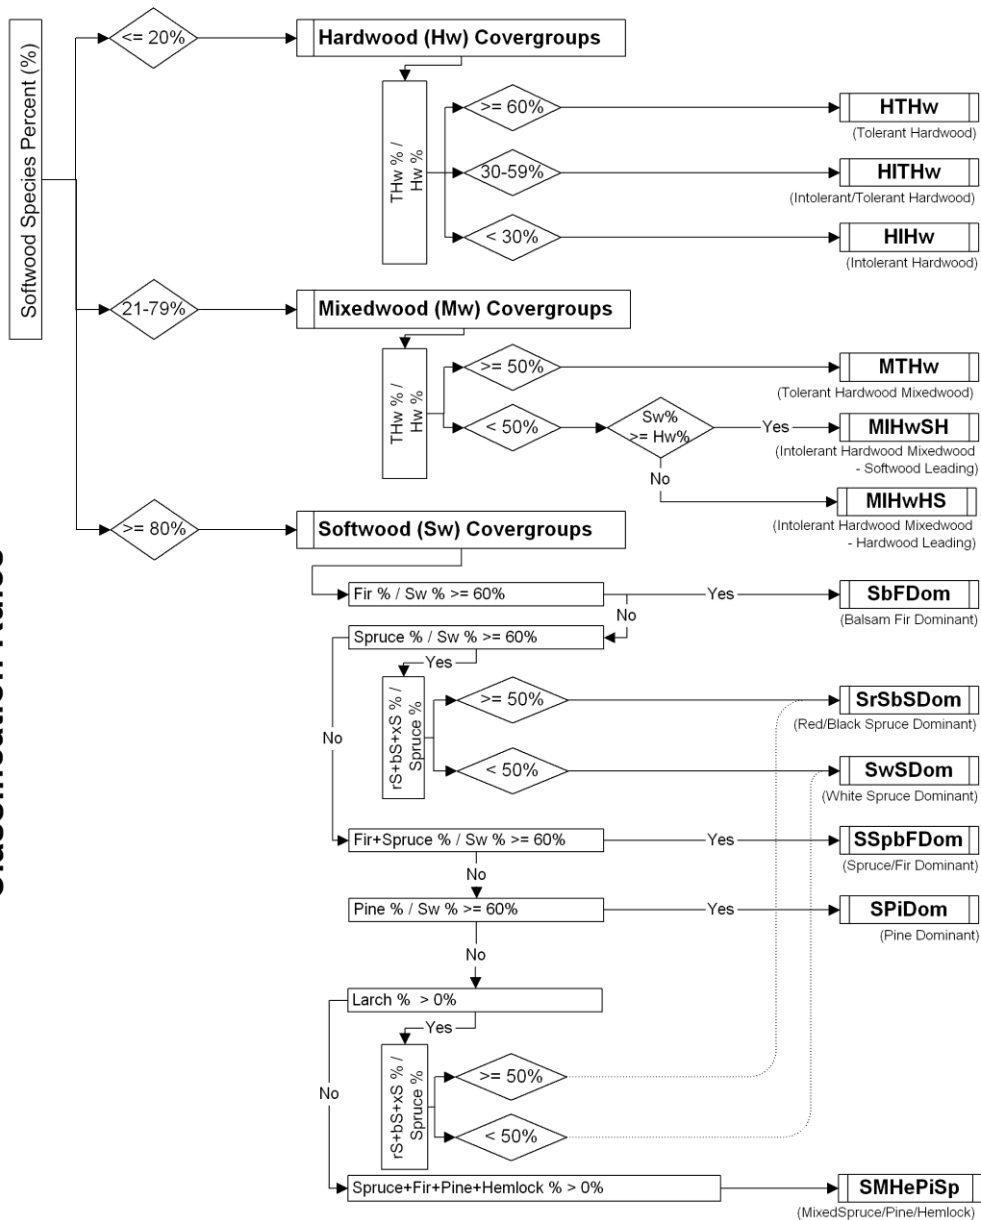 Softwood Species Percent (%)
<= 20%
Hardwood (Hw) Covergroups
THw % /
Hw %
>= 60%
HTHw
(Tolerant Hardwood)
30-59%
HITHw
(Intolerant/Tolerant Hardwood)
< 30%
HIHw
(Intolerant Hardwood)
21-79%
Mixedwood (Mw) Covergroups
THw % /
Hw %
>= 50%
MTHw
(Tolerant Hardwood Mixedwood)
< 50%
Sw%
>= Hw%
Yes
MIHwSH
(Intolerant Hardwood Mixedwood
- Softwood Leading)
No
MIHwHS
(Intolerant Hardwood Mixedwood
- Hardwood Leading)
>= 80%
Softwood (Sw) Covergroups
Fir % / Sw % >= 60%
Yes
SbFDom
(Balsam Fir Dominant)
No
Spruce % / Sw % >= 60%
Yes
rS+bS+xS % /
Spruce %
>= 50%
SrSbSDom
(Red/Black Spruce Dominant)
< 50%
SwSDom
(White Spruce Dominant)
No
Fir+Spruce % / Sw % >= 60%
Yes
SSpbFDom
(Spruce/Fir Dominant)
No
Pine % / Sw % >= 60%
Yes
SPiDom
(Pine Dominant)
No
Larch %  > 0%
Yes
rS+bS+xS % /
Spruce %
>= 50%
< 50%
No
Spruce+Fir+Pine+Hemlock % > 0%
SMHePiSp
(MixedSpruce/Pine/Hemlock)